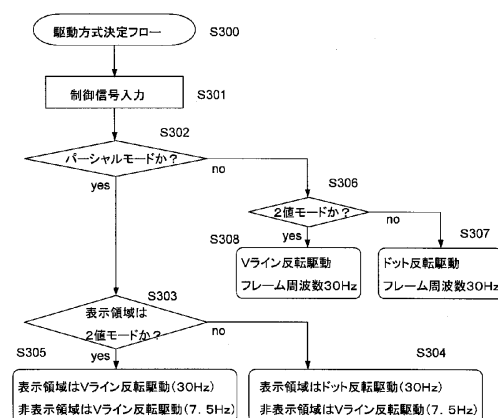 駆動方式決定フロー
S300
制御信号入力
S301
S302
パーシャルモードか？
yes
no
S306
2値モードか？
yes
no
S308
S307
Vライン反転駆動
フレーム周波数30Hz
ドット反転駆動
フレーム周波数30Hz
S303
表示領域は
2値モードか？
yes
no
S305
S304
表示領域はVライン反転駆動(30Hz)
非表示領域はVライン反転駆動(7.5Hz)
表示領域はドット反転駆動(30Hz)
非表示領域はVライン反転駆動(7.5Hz)